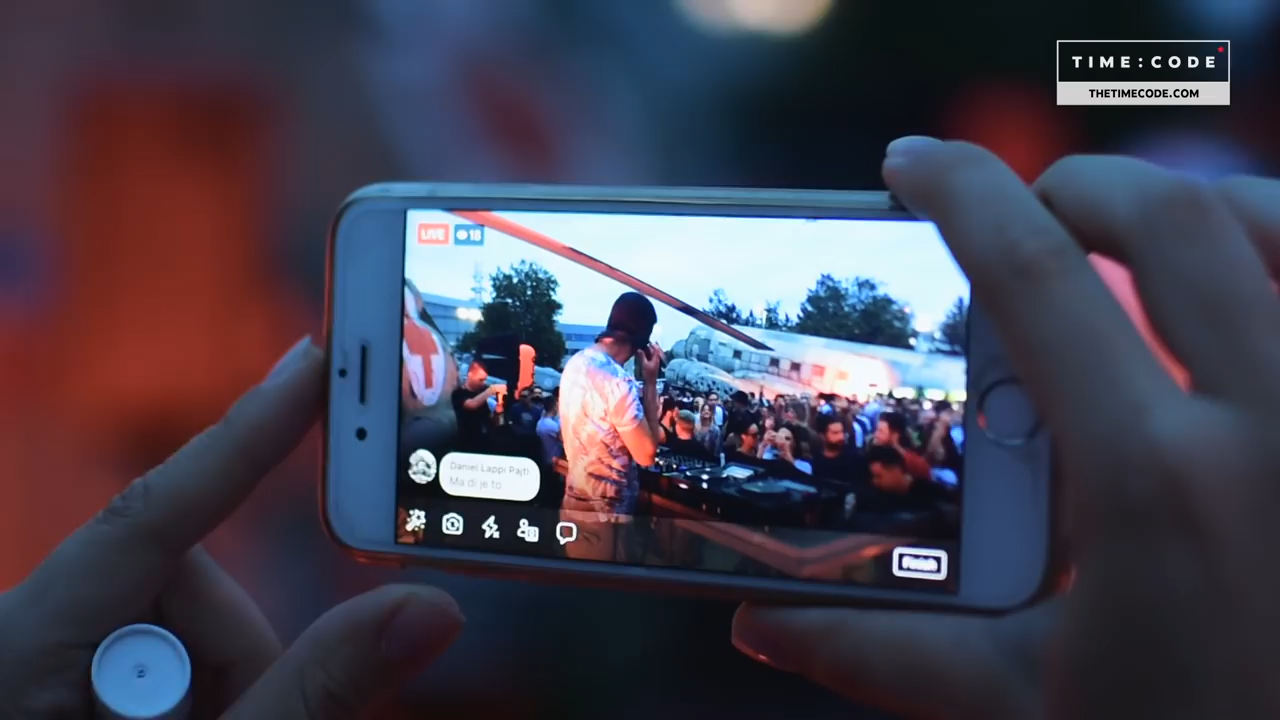 TIME:CODE
THETIMECODE.COM
LIVE
18
T
Daniel Lappi Pajti
Ma di je to
Finish